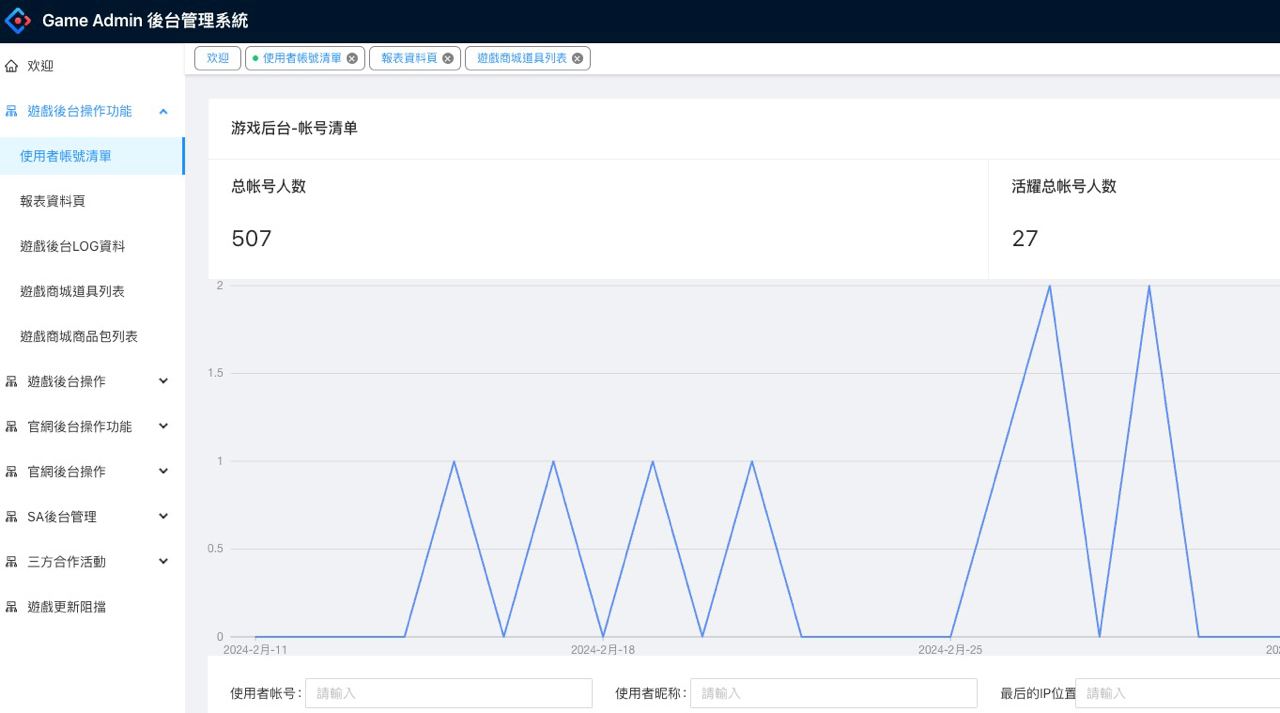 Game Admin 後台管理系統
欢迎
遊戲後台操作功能
使用者帳號清單
報表資料頁
遊戲後台LOG資料
遊戲商城道具列表
遊戲商城商品包列表
遊戲後台操作
官網後台操作功能
官網後台操作
SA後台管理
三方合作活動
遊戲更新阻擋
欢迎 使用者帳號清單 報表資料頁 遊戲商城道具列表
游戏后台-帐号清单
总帐号人数 活耀总帐号人数
507 27
2
1.5
1
0.5
0
2024-2月-11 2024-2月-18 2024-2月-25 202
使用者帐号: 請輸入 使用者昵称: 請輸入 最后的IP位置 請輸入